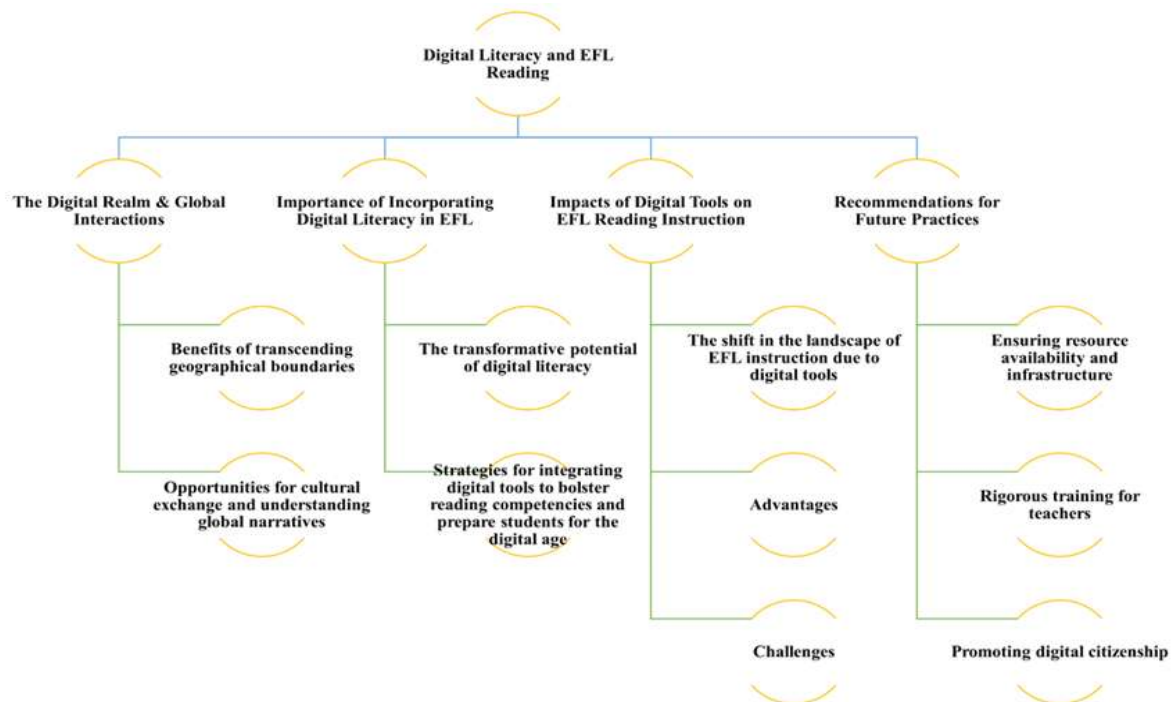 Digital Literacy and EFL
Reading
The Digital Realm & Global
Interactions
Importance of Incorporating
Digital Literacy in EFL
Impacts of Digital Tools on
EFL Reading Instruction
Recommendations for
Future Practices
Benefits of transcending
geographical boundaries
The transformative potential
of digital literacy
The shift in the landscape of
EFL instruction due to
digital tools
Ensuring resource
availability and
infrastructure
Opportunities for cultural
exchange and understanding
global narratives
Strategies for integrating
digital tools to bolster
reading competencies and
prepare students for the
digital age
Advantages
Rigorous training for
teachers
Challenges
Promoting digital citizenship